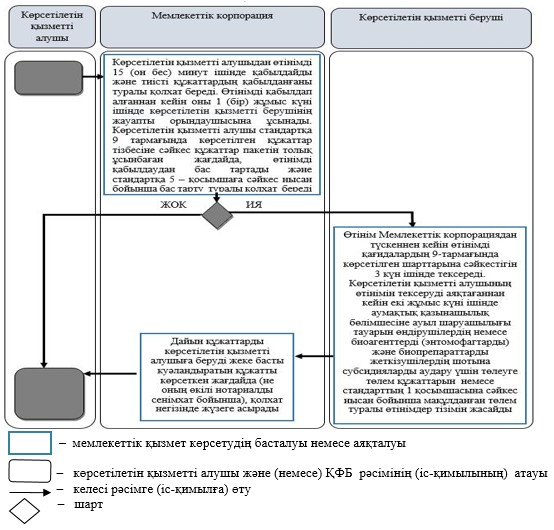 Көрсетілетін
қызметті
алушы
Мемлекеттік корпорация
Көрсетілетін қызметті беруші
Көрсетілетін қызметті алушыдан өтінімді
15 (он бес) минут ішінде қабылдайды
және тиісті құжаттардың қабылданғаны
туралы қолхат береді. Өтінімді қабылдап
алғаннан кейін оны 1 (бір) жұмыс күні
ішінде көрсетілетін қызметті берушінің
жауапты орындаушысына ұсынады.
Көрсетілетін қызметті алушы стандартқа
9 тармағында көрсетілген құжаттар
тізбесіне сәйкес құжаттар пакетін толық
ұсынбаған жағдайда, өтінімді
қабылдаудан бас тартады және
стандартқа 5 – қосымшаға сәйкес нысан
бойынша бас тарту туралы қолхат береді
ЖОК
ИЯ
Өтінім Мемлекеттік корпорациядан
түскеннен кейін өтінімді
қағидалардың 9-тармағында
көрсетілген шарттарына сәйкестігін
3 күн ішінде тексереді.
Көрсетілетін қызметті алушының
өтінімін тексеруді аяқтағаннан
кейін екі жұмыс күні ішінде
аумақтық қазынашылық
бөлімшесіне ауыл шаруашылығы
тауарын өндірушілердің немесе
биоагенттерді (энтомофагтарды)
және биопрепараттарды
жеткізушілердің шотына
субсидияларды аудару үшін төлеуге
төлем құжаттарын немесе
стандарттың 1 қосымшасына сәйкес
нысан бойынша мақұлданған төлем
туралы өтінімдер тізімін жасайды
Дайын құжаттарды
көрсетілетін қызметті
алушыға беруді жеке басты
куәландыратын құжатты
көрсеткен жағдайда (не
оның өкілі нотариалды
сенімхат бойынша), қолхат
негізінде жүзеге асырады
– мемлекеттік қызмет көрсетудің басталуы немесе аяқталуы
– көрсетілетін қызметті алушы және (немесе) ҚФБ рәсімінің (іс-қимылының) атауы
– келесі рәсімге (іс-қимылға) өту
– шарт